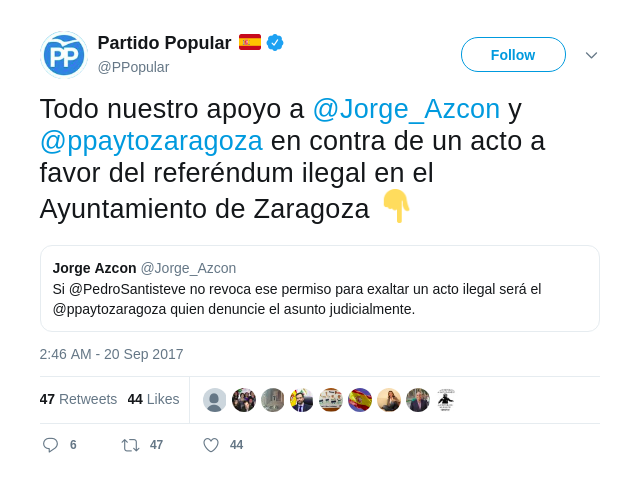 PP
Partido Popular 🇪🇸
@PPopular
Follow
Todo nuestro apoyo a @Jorge_Azcon y
@ppaytozaragoza en contra de un acto a
favor del referéndum ilegal en el
Ayuntamiento de Zaragoza 👇
Jorge Azcon @Jorge_Azcon
Si @PedroSantisteve no revoca ese permiso para exaltar un acto ilegal será el
@ppaytozaragoza quien denuncie el asunto judicialmente.
2:46 AM - 20 Sep 2017
47 Retweets 44 Likes
6 47 44